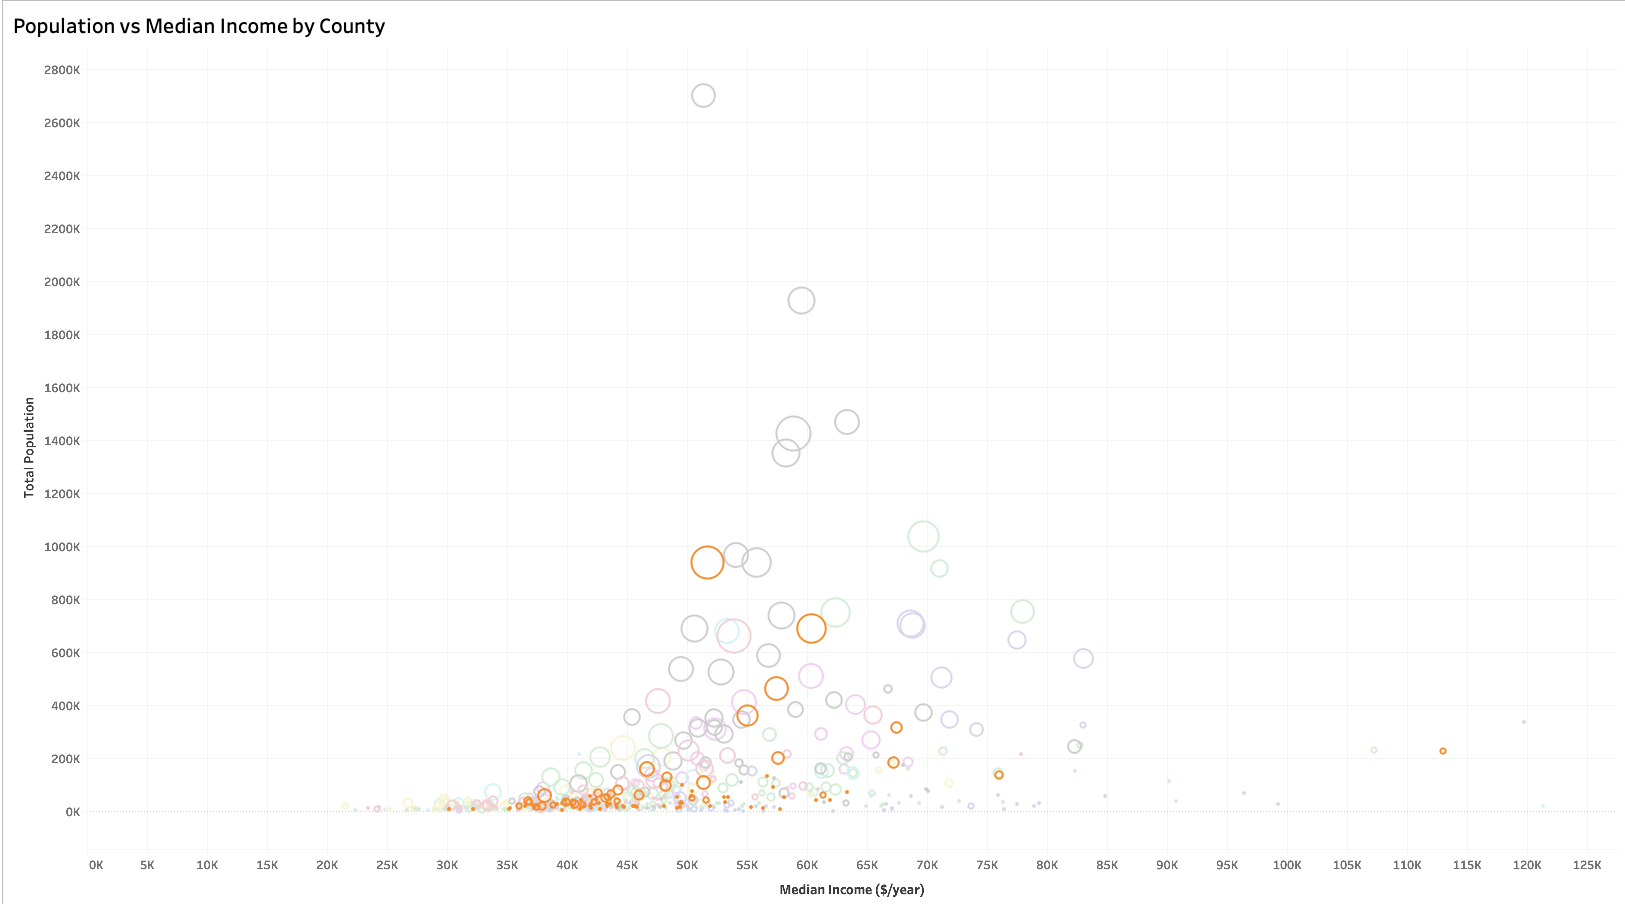 Population vs Median Income by County
2800K
2600K
2400K
2200K
2000K
1800K
1600K
1400K
1200K
1000K
800K
600K
400K
200K
0K
Total Population
0K 5K 10K 15K 20K 25K 30K 35K 40K 45K 50K 55K 60K 65K 70K 75K 80K 85K 90K 95K 100K 105K 110K 115K 120K 125K
Median Income ($/year)